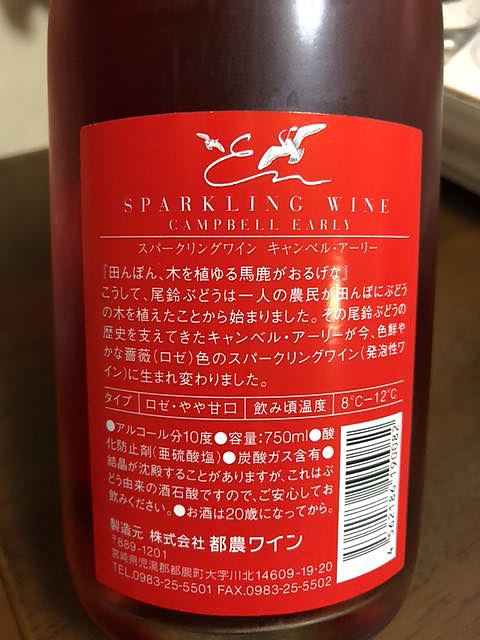 SPARKLING WINE
CAMPBELL EARLY
スパークリングワイン キャンベル・アーリー
『田んぼん、木を植ゆる馬鹿がおるげな』
こうして、尾鈴ぶどうは一人の農民が田んぼにぶどう
の木を植えたことから始まりました。その尾鈴ぶどうの
歴史を支えてきたキャンベル・アーリーが今、色鮮や
かな薔薇(ロゼ)色のスパークリングワイン(発泡性ワ
イン)に生まれ変わりました。
タイプ ロゼ・やや甘口 飲み頃温度 8℃−12℃
●アルコール分10度●容量:750ml●酸
化防止剤(亜硫酸塩)●炭酸ガス含有●
結晶が沈殿することがありますが、これはぶ
どう由来の酒石酸ですので、ご安心してお
飲みください。●お酒は20歳になってから。
製造元 株式会社 都農ワイン
〒889-1201
宮崎県児湯郡都農町大字川北14609-19・20
TEL.0983-25-5501 FAX.0983-25-5502
4 562186 190082